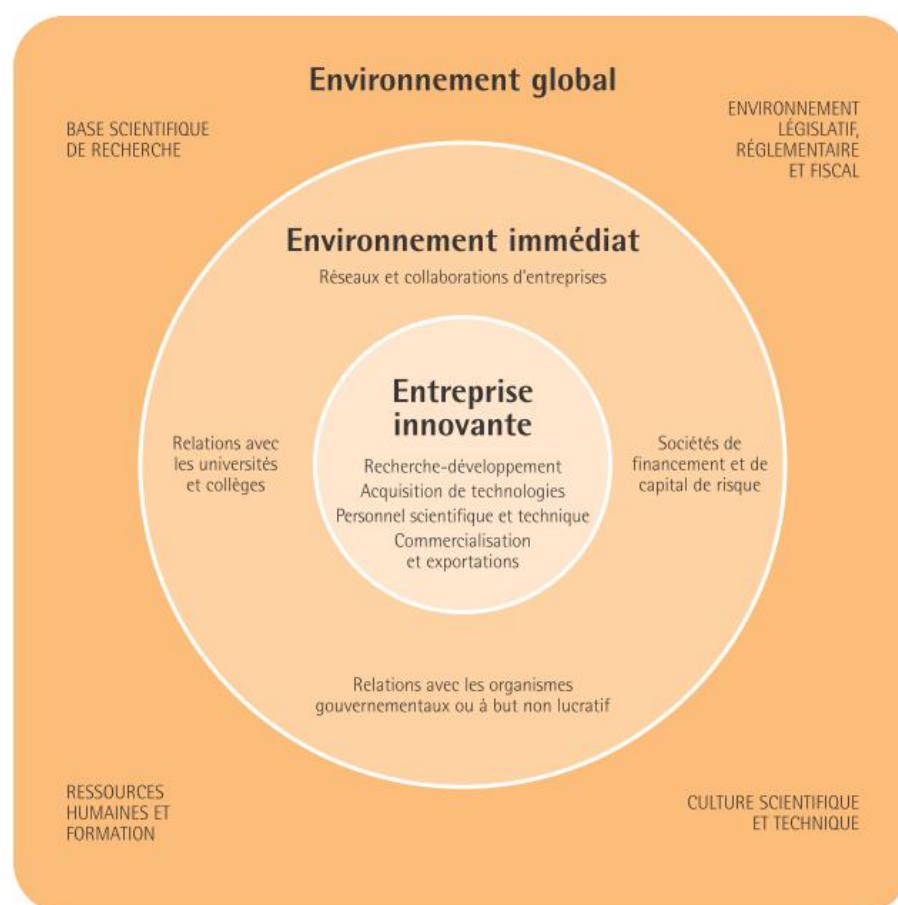 Environnement global
BASE SCIENTIFIQUE
DE RECHERCHE
ENVIRONNEMENT
LÉGISLATIF,
RÉGLEMENTAIRE
ET FISCAL
Environnement immédiat
Réseaux et collaborations d'entreprises
Entreprise
innovante
Recherche-développement
Acquisition de technologies
Personnel scientifique et technique
Commercialisation
et exportations
Relations avec
les universités
et collèges
Sociétés de
financement et de
capital de risque
Relations avec les organismes
gouvernementaux ou à but non lucratif
RESSOURCES
HUMAINES ET
FORMATION
CULTURE SCIENTIFIQUE
ET TECHNIQUE